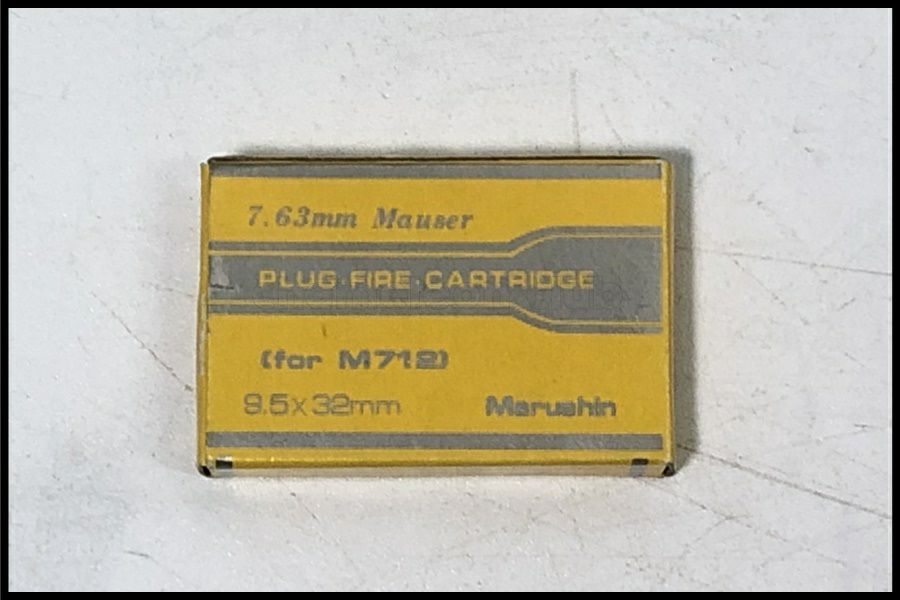 7.63mm Mauser
PLUG·FIRE·CARTRIDGE
(for M712)
9.5x32mm
Marushin